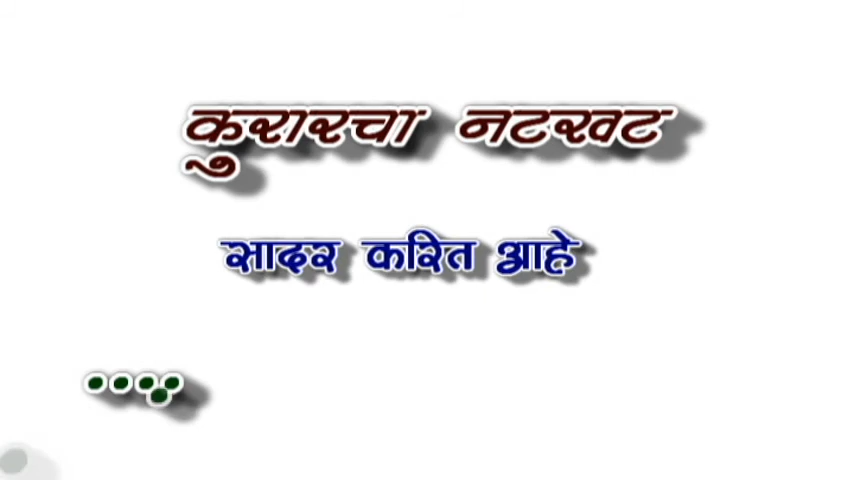 कुरारचा नटखट
सादर करित आहे
.....